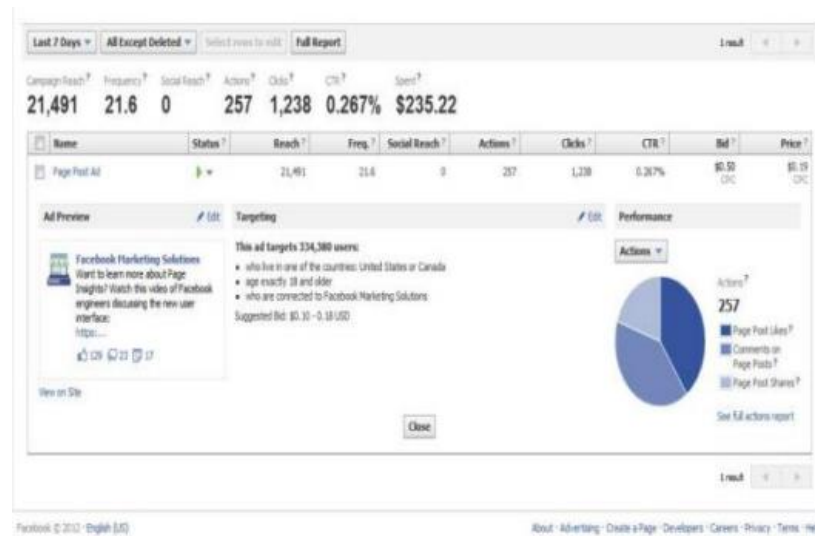 Last 7 Days All Except Deleted Select rows to edit Full Report 1 result
Campaign Reach? Frequency? Social Reach? Actions? Clicks? CTR? Spent?
21,491 21.6 0 257 1,238 0.267% $235.22
Name Status? Reach? Freq.? Social Reach? Actions? Clicks? CTR? Bid? Price?
Page Post Ad 21,491 21.6 0 257 1,238 0.267% $0.50 $0.19
CPC CPC
Ad Preview Edit Targeting Edit Performance
Facebook Marketing Solutions
Want to learn more about Page
Insights? Watch this video of Facebook
engineers discussing the new user
interface:
https:...
129 23 17
View on Site
This ad targets 334,380 users:
who live in one of the countries: United States or Canada
age exactly 18 and older
who are connected to Facebook Marketing Solutions
Suggested Bid: $0.10 - 0.18 USD
Actions
Actions?
257
Page Post Likes?
Comments on
Page Posts?
Page Post Shares?
See full actions report
Close
1 result
Facebook © 2012 · English (US) About · Advertising · Create a Page · Developers · Careers · Privacy · Terms · He